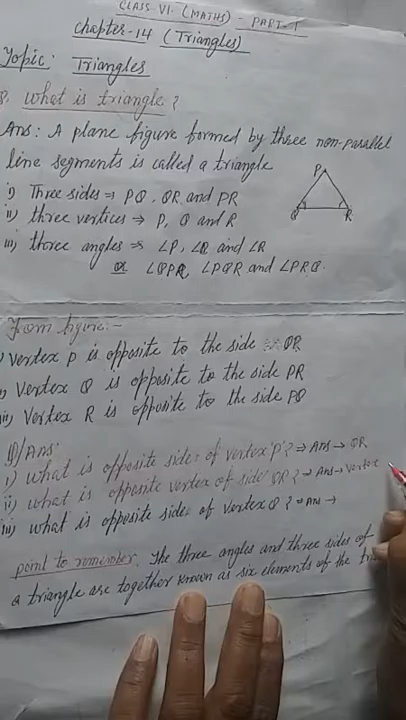 CLASS-VI (MATHS) - PART-I
Chapter-14 (Triangles)
Topic: Triangles
Q. What is triangle?
Ans: A plane figure formed by three non-parallel
line segments is called a triangle
P
Q R
i) Three sides ⇒ PQ, QR and PR
ii) three vertices → P, Q and R
iii) three angles ⇒ ∠P, ∠Q and ∠R
or ∠QPR, ∠PQR and ∠PRQ.
From figure:-
i) Vertex P is opposite to the side QR
ii) Vertex Q is opposite to the side PR
iii) Vertex R is opposite to the side PQ
Q/Ans:
i) What is opposite side of vertex 'P'? ⇒ Ans → QR
ii) What is opposite vertex of side QR? → Ans → vertex
iii) What is opposite side of vertex Q? ⇒ Ans →
point to remember. The three angles and three sides of
a triangle are together known as six elements of the